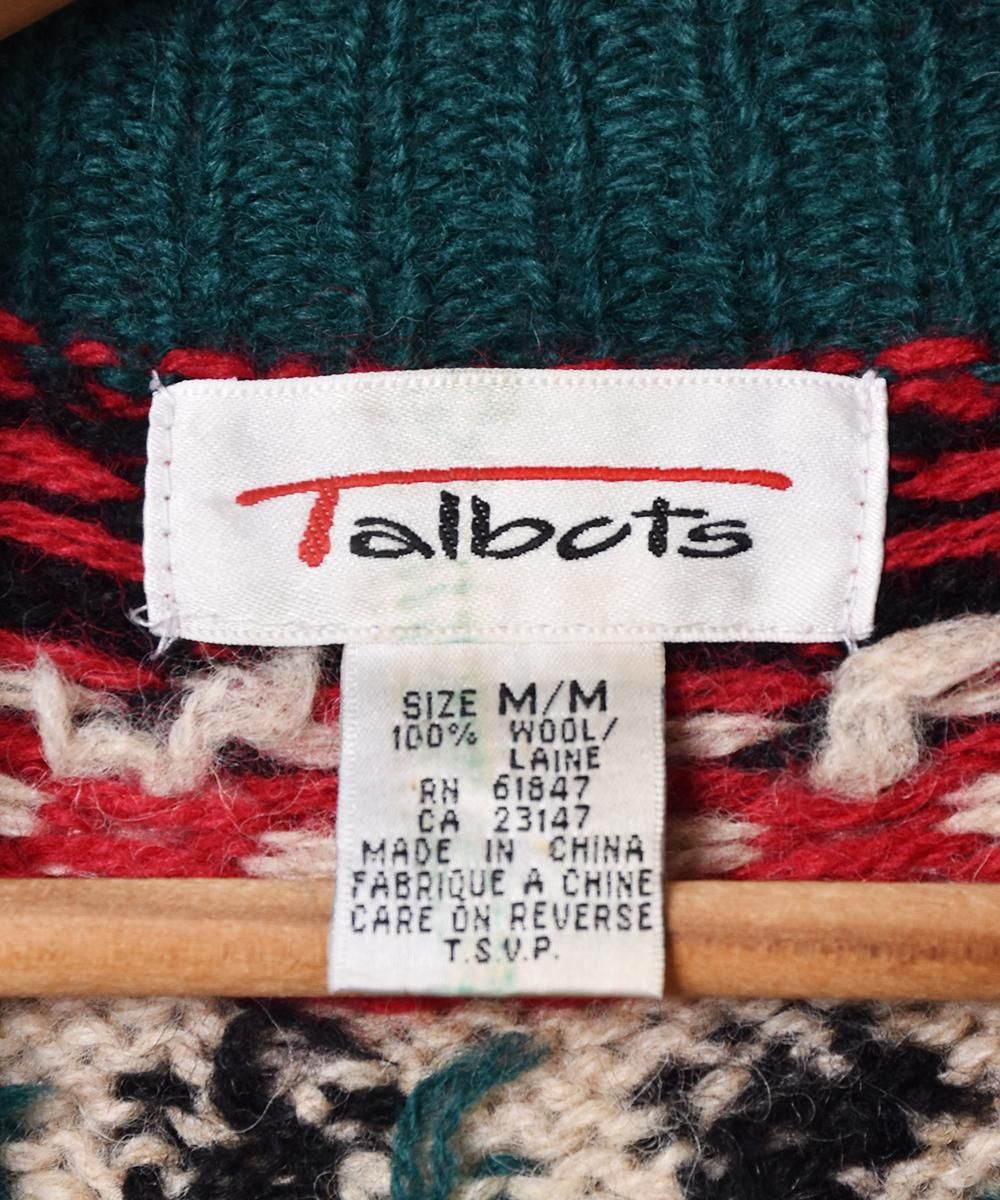 Talbots
SIZE M/M
100% WOOL/
LAINE
RN 61847
CA 23147
MADE IN CHINA
FABRIQUE A CHINE
CARE ON REVERSE
T.S.V.P.